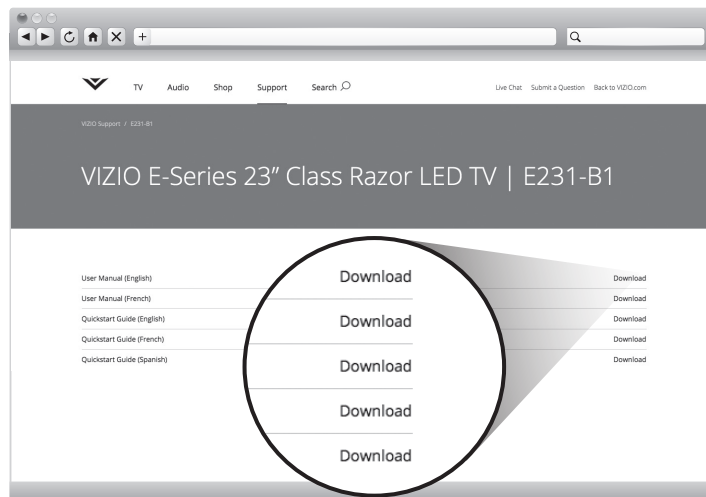 TV Audio Shop Support Search Live Chat Submit a Question Back to VIZIO.com
VIZIO Support / E231-B1
VIZIO E-Series 23” Class Razor LED TV | E231-B1
User Manual (English) Download
User Manual (French) Download
Quickstart Guide (English) Download
Quickstart Guide (French) Download
Quickstart Guide (Spanish) Download
Download
Download
Download
Download
Download